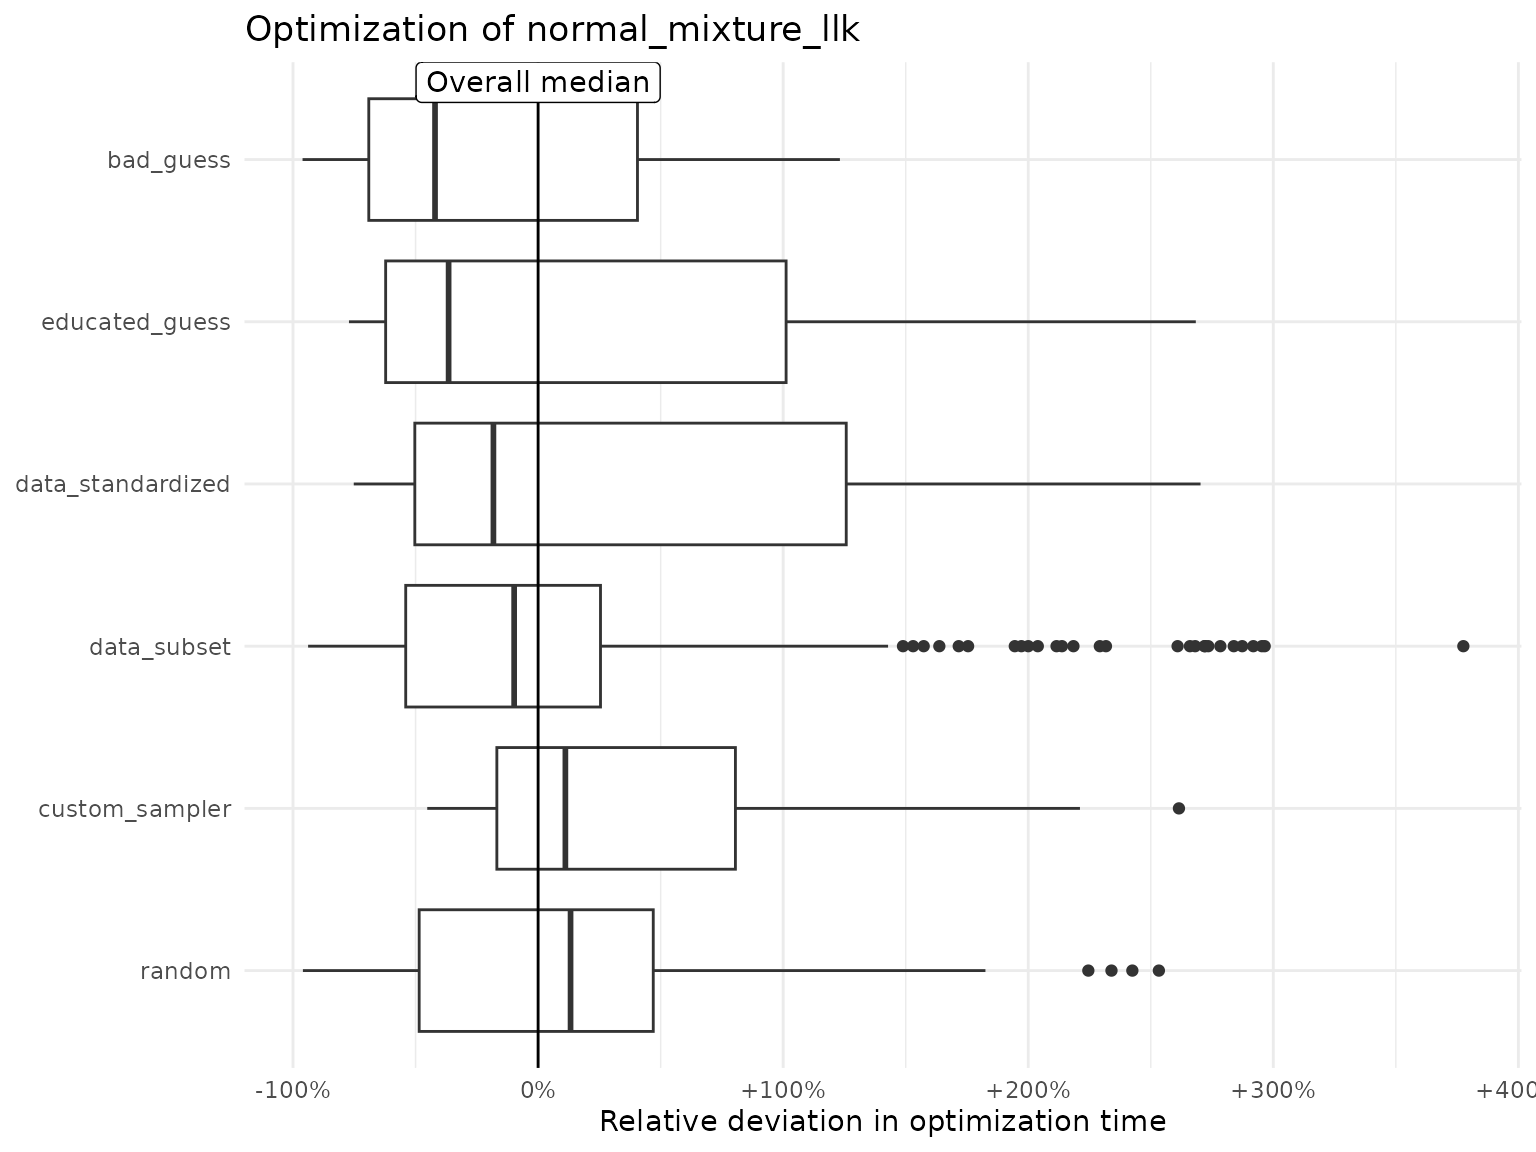 Optimization of normal_mixture_llk
Overall median
bad_guess
educated_guess
data_standardized
data_subset
custom_sampler
random
-100% 0% +100% +200% +300% +400
Relative deviation in optimization time